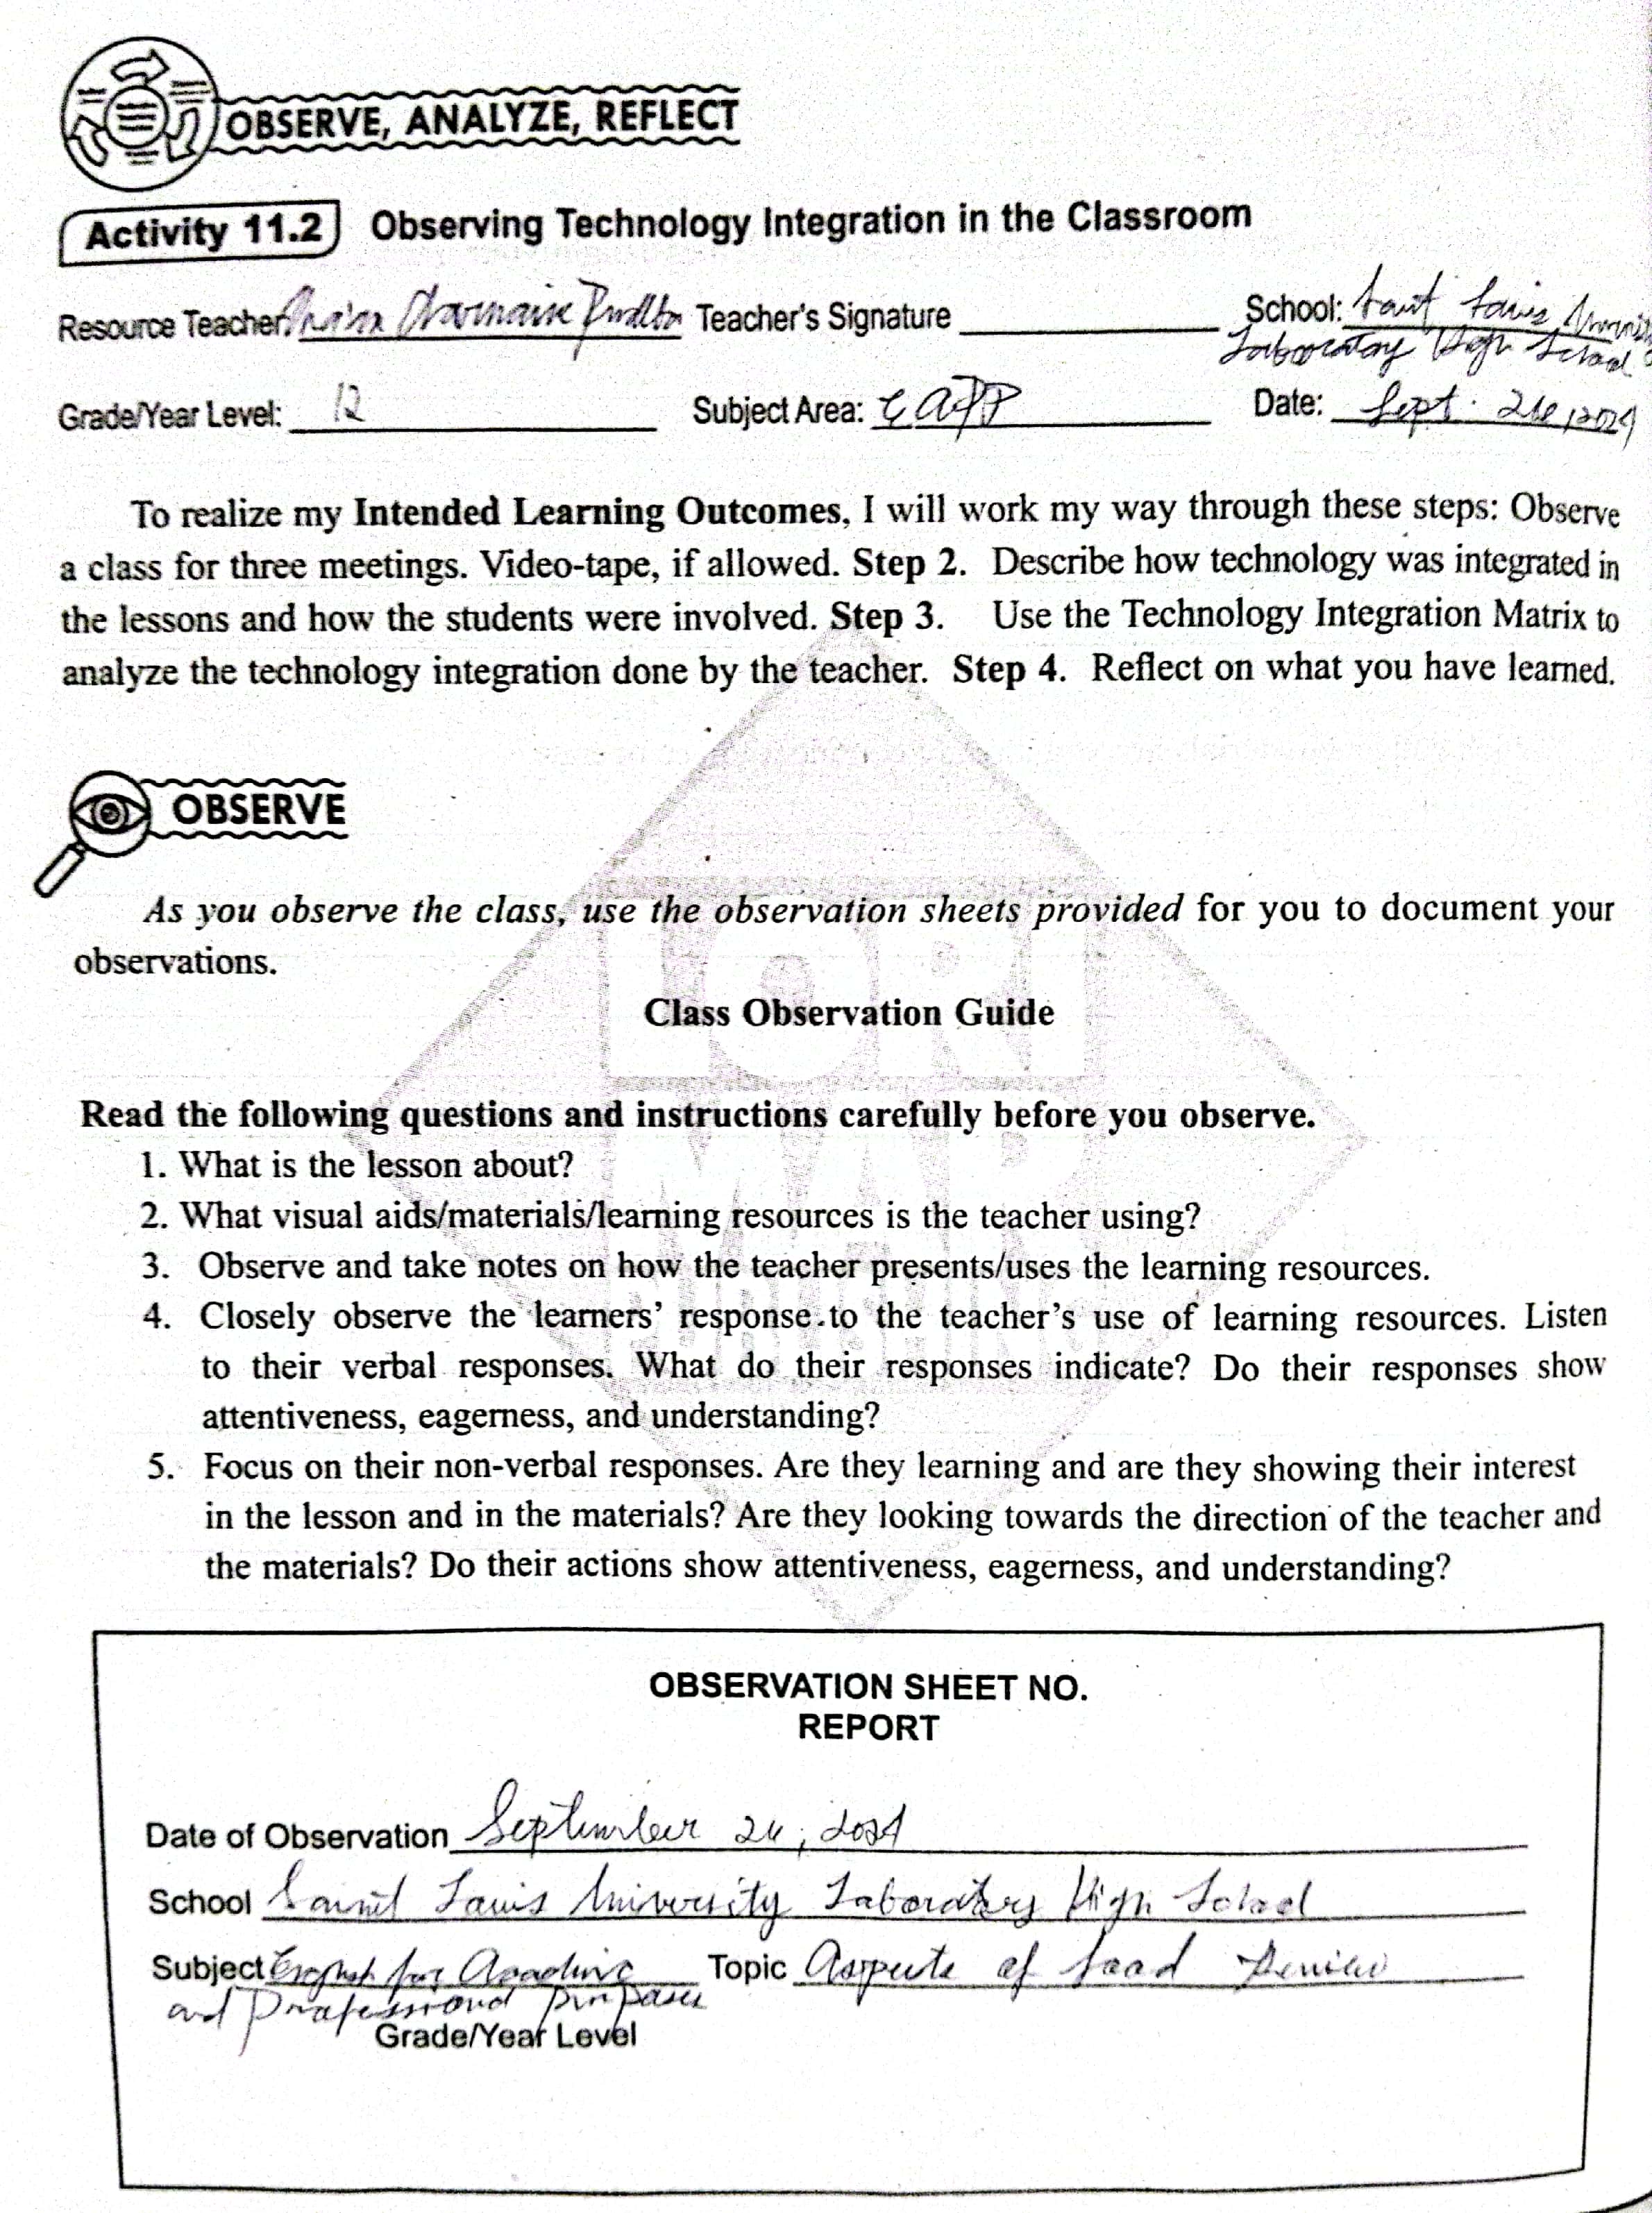 OBSERVE, ANALYZE, REFLECT
Activity 11.2 Observing Technology Integration in the Classroom
Resource Teacher: Charmaine Teacher's Signature School: Saint Louis
Laboratory High School
Grade/Year Level: 12 Subject Area: EAPP Date: Sept.
To realize my Intended Learning Outcomes, I will work my way through these steps: Observe
a class for three meetings. Video-tape, if allowed. Step 2. Describe how technology was integrated in
the lessons and how the students were involved. Step 3. Use the Technology Integration Matrix to
analyze the technology integration done by the teacher. Step 4. Reflect on what you have learned.
OBSERVE
As you observe the class, use the observation sheets provided for you to document your
observations.
Class Observation Guide
Read the following questions and instructions carefully before you observe.
1. What is the lesson about?
2. What visual aids/materials/learning resources is the teacher using?
3. Observe and take notes on how the teacher presents/uses the learning resources.
4. Closely observe the learners' response to the teacher's use of learning resources. Listen
to their verbal responses. What do their responses indicate? Do their responses show
attentiveness, eagerness, and understanding?
5. Focus on their non-verbal responses. Are they learning and are they showing their interest
in the lesson and in the materials? Are they looking towards the direction of the teacher and
the materials? Do their actions show attentiveness, eagerness, and understanding?
OBSERVATION SHEET NO.
REPORT
Date of Observation September
School Saint Louis University Laboratory High School
Subject English for Academic Topic Aspects of Food Review
and Professional purposes
Grade/Year Level
LORIMAR